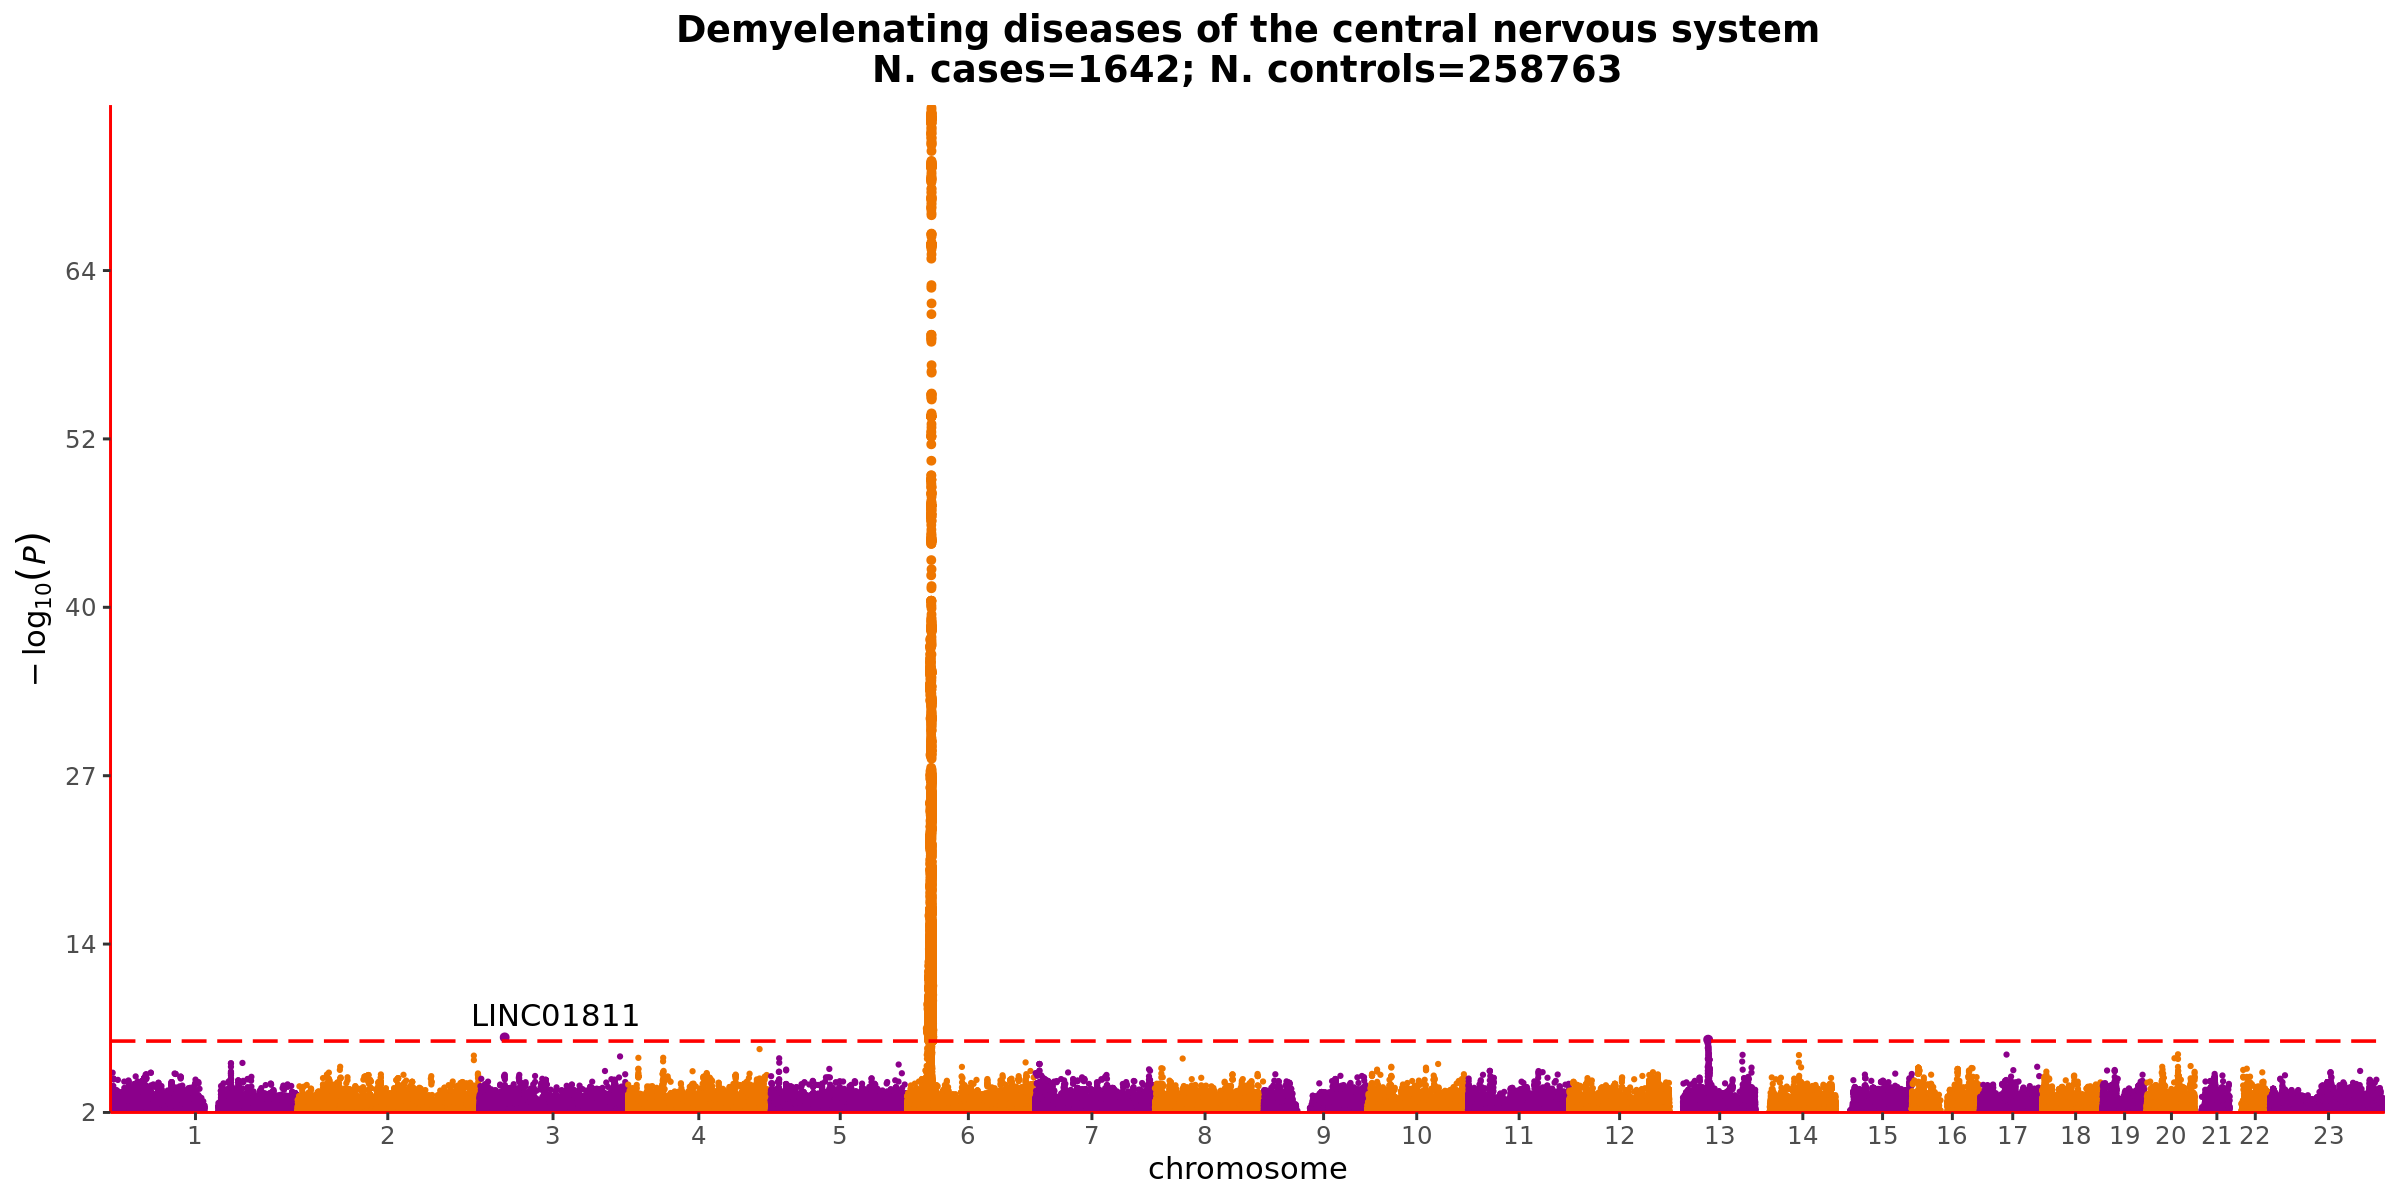 Demyelenating diseases of the central nervous system
N. cases=1642; N. controls=258763
− log10(P)
64
52
40
27
14
2
LINC01811
1 2 3 4 5 6 7 8 9 10 11 12 13 14 15 16 17 18 19 20 21 22 23
chromosome